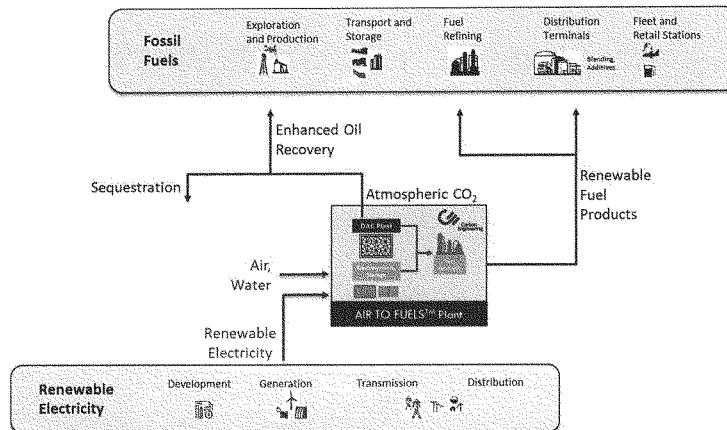 Fossil
Fuels
Exploration
and Production
Transport and
Storage
Fuel
Refining
Distribution
Terminals
Blending,
Additives
Fleet and
Retail Stations
Enhanced Oil
Recovery
Sequestration
Atmospheric CO₂
Renewable
Fuel
Products
DAC Plant
Air,
Water
AIR TO FUELS™ Plant
Renewable
Electricity
Renewable
Electricity
Development
Generation
Transmission
Distribution